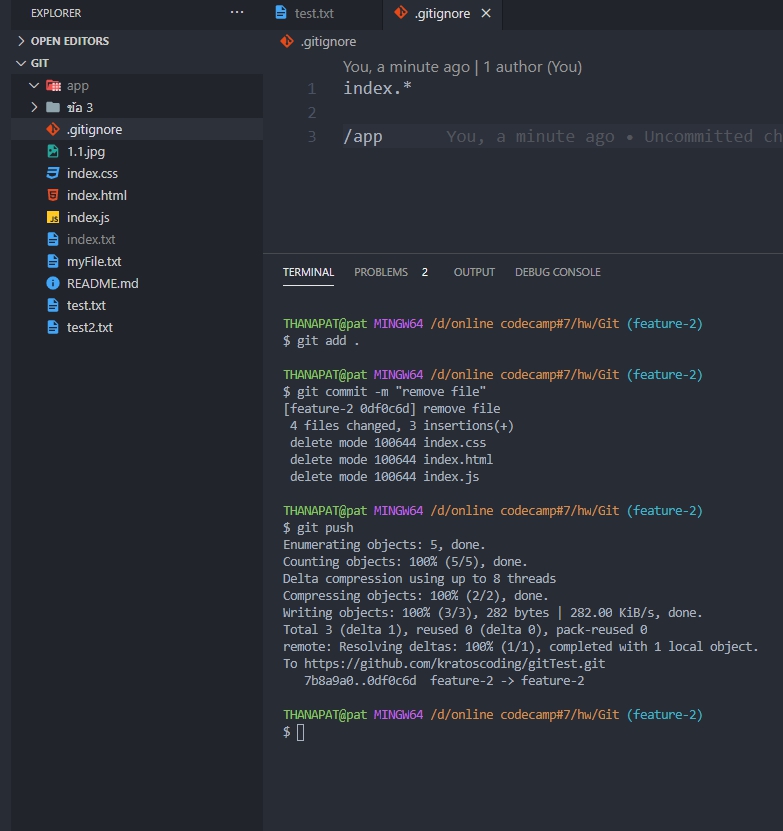 EXPLORER
...
OPEN EDITORS
GIT
app
ข้อ 3
.gitignore
1.1.jpg
index.css
index.html
index.js
index.txt
myFile.txt
README.md
test.txt
test2.txt
test.txt
.gitignore
.gitignore
You, a minute ago | 1 author (You)
1 index.*
2
3 /app You, a minute ago • Uncommitted ch
TERMINAL PROBLEMS 2 OUTPUT DEBUG CONSOLE
THANAPAT@pat MINGW64 /d/online codecamp#7/hw/Git (feature-2)
$ git add .
THANAPAT@pat MINGW64 /d/online codecamp#7/hw/Git (feature-2)
$ git commit -m "remove file"
[feature-2 0df0c6d] remove file
4 files changed, 3 insertions(+)
delete mode 100644 index.css
delete mode 100644 index.html
delete mode 100644 index.js
THANAPAT@pat MINGW64 /d/online codecamp#7/hw/Git (feature-2)
$ git push
Enumerating objects: 5, done.
Counting objects: 100% (5/5), done.
Delta compression using up to 8 threads
Compressing objects: 100% (2/2), done.
Writing objects: 100% (3/3), 282 bytes | 282.00 KiB/s, done.
Total 3 (delta 1), reused 0 (delta 0), pack-reused 0
remote: Resolving deltas: 100% (1/1), completed with 1 local object.
To https://github.com/kratoscoding/gitTest.git
7b8a9a0..0df0c6d feature-2 -> feature-2
THANAPAT@pat MINGW64 /d/online codecamp#7/hw/Git (feature-2)
$